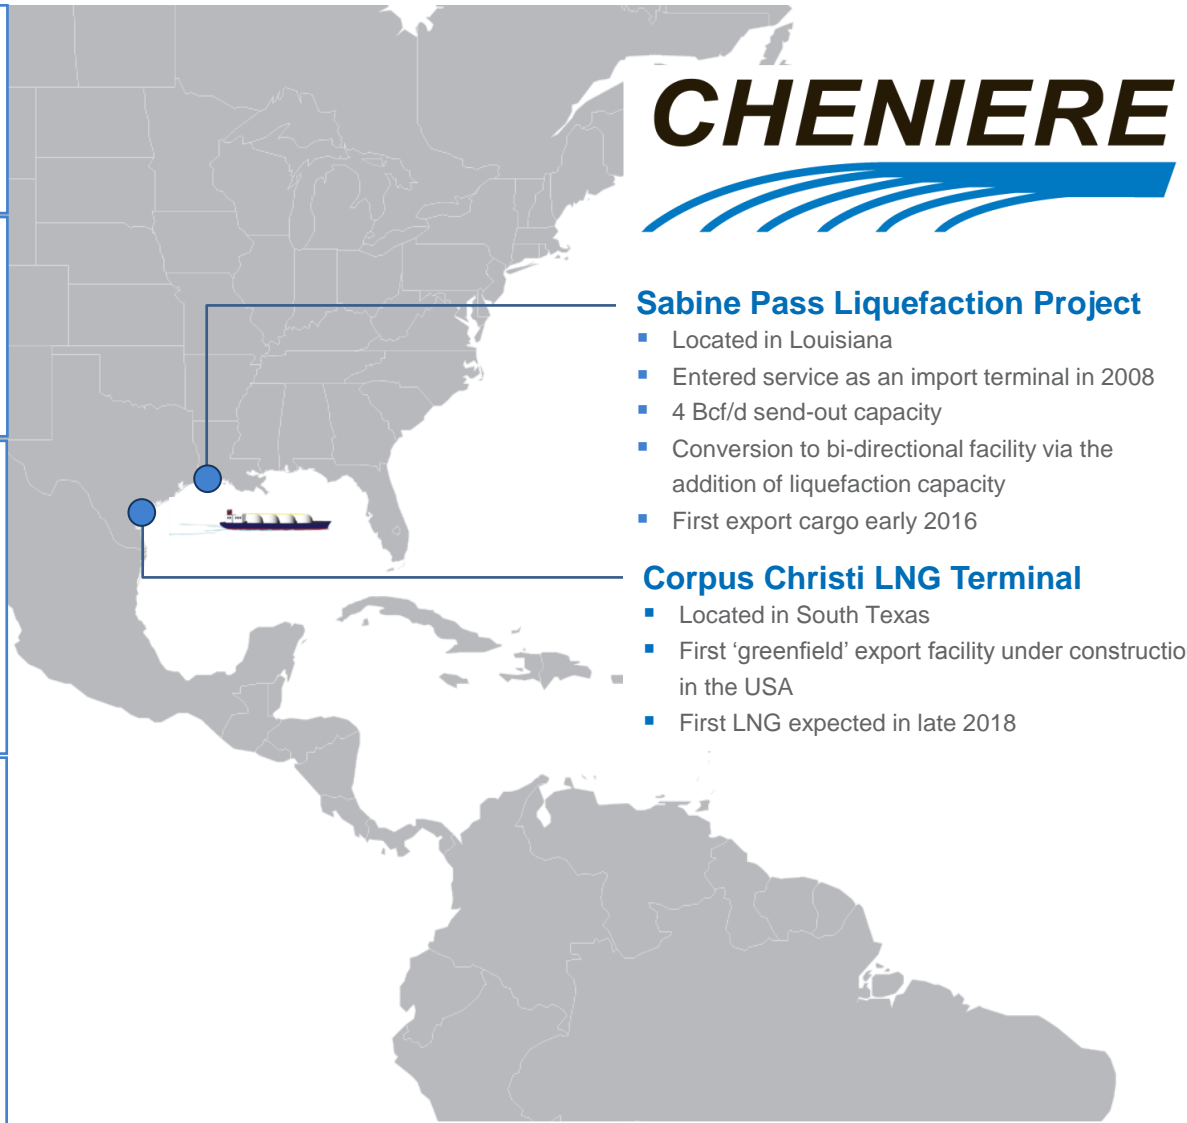 CHENIERE
Sabine Pass Liquefaction Project
Located in Louisiana
Entered service as an import terminal in 2008
4 Bcf/d send-out capacity
Conversion to bi-directional facility via the
addition of liquefaction capacity
First export cargo early 2016
Corpus Christi LNG Terminal
Located in South Texas
First ‘greenfield’ export facility under constructio
in the USA
First LNG expected in late 2018